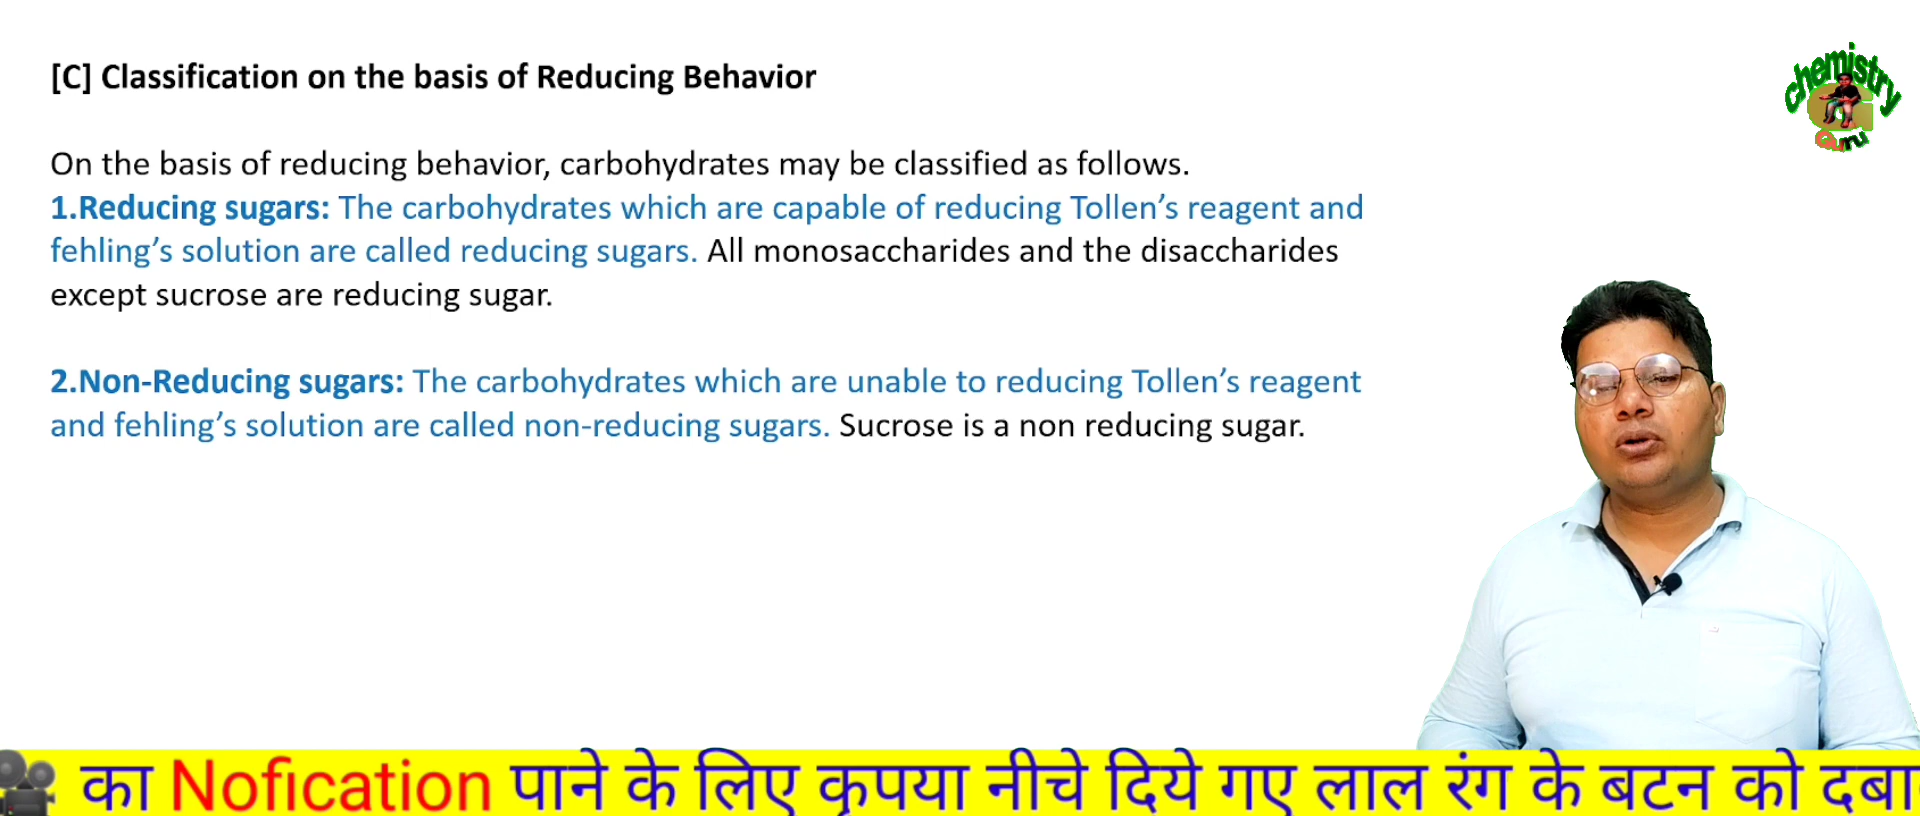 [C] Classification on the basis of Reducing Behavior
On the basis of reducing behavior, carbohydrates may be classified as follows.
1.Reducing sugars: The carbohydrates which are capable of reducing Tollen's reagent and
fehling's solution are called reducing sugars. All monosaccharides and the disaccharides
except sucrose are reducing sugar.
2.Non-Reducing sugars: The carbohydrates which are unable to reducing Tollen's reagent
and fehling's solution are called non-reducing sugars. Sucrose is a non reducing sugar.
chemistry
Guru
का Nofication पाने के लिए कृपया नीचे दिये गए लाल रंग के बटन को दबा